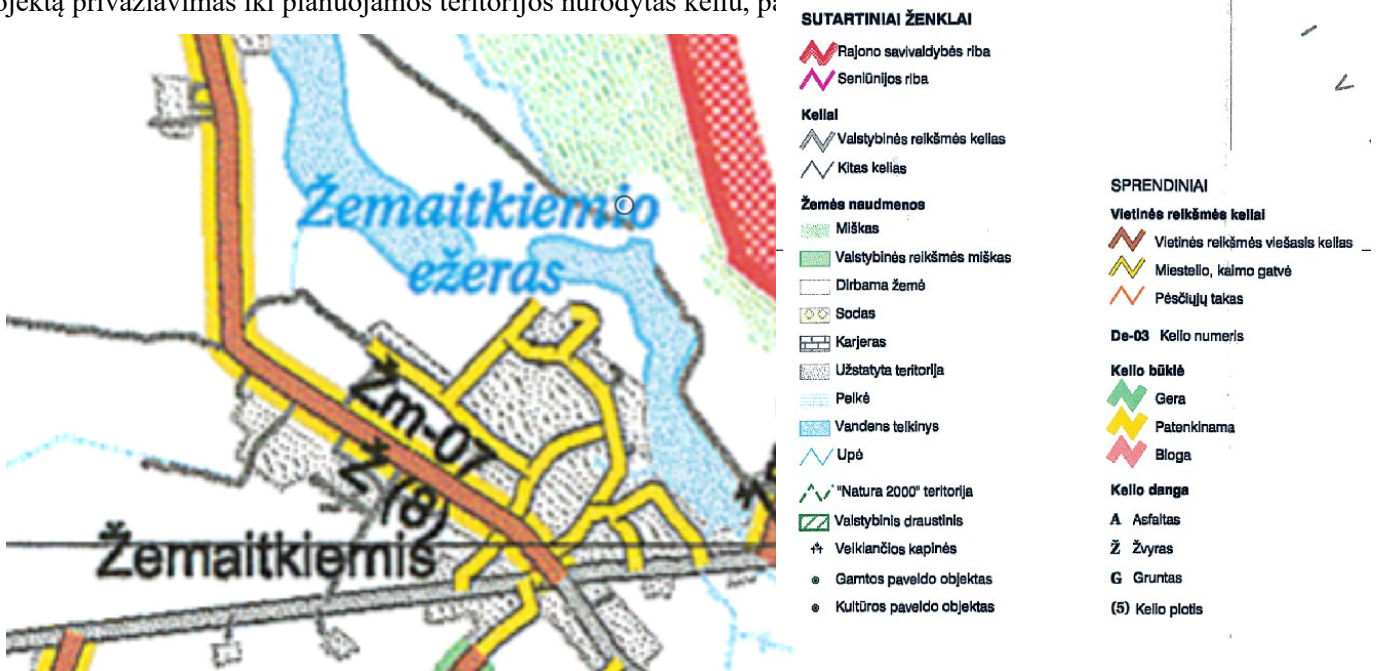 ojektą privažiavimas iki planuojamos teritorijos nurodytas keliu, pa
Žemaitkiemio
ežeras
Žm-07
Ž (8)
Žemaitkiemis
SUTARTINIAI ŽENKLAI
Rajono savivaldybės riba
Seniūnijos riba
Keliai
Valstybinės reikšmės kelias
Kitas kelias
Žemės naudmenos
Miškas
Valstybinės reikšmės miškas
Dirbama žemė
Sodas
Karjeras
Užstatyta teritorija
Pelkė
Vandens telkinys
Upė
"Natura 2000" teritorija
Valstybinis draustinis
Veikiančios kapinės
Gamtos paveldo objektas
Kultūros paveldo objektas
SPRENDINIAI
Vietinės reikšmės keliai
Vietinės reikšmės viešasis kelias
Miestelio, kaimo gatvė
Pėsčiųjų takas
De-03 Kelio numeris
Kelio būklė
Gera
Patenkinama
Bloga
Kelio danga
A Asfaltas
Ž Žvyras
G Gruntas
(5) Kelio plotis